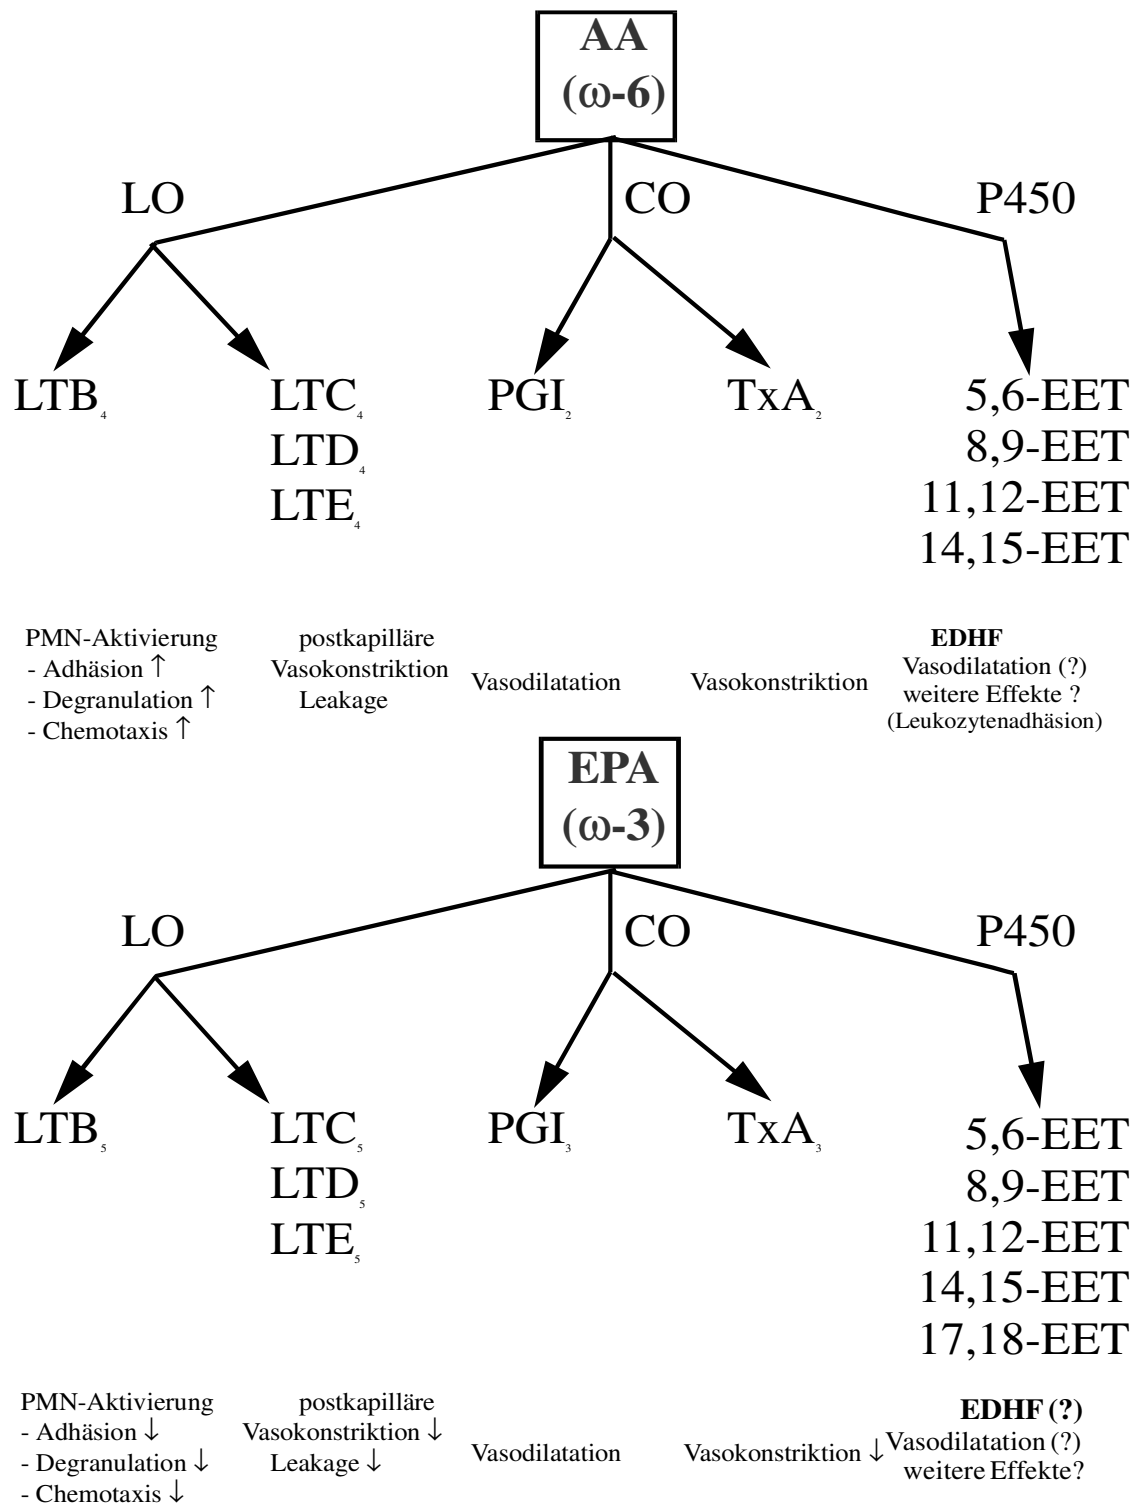 AA
(ω-6)
LO
CO
P450
LTB₄
LTC₄
LTD₄
LTE₄
PGI₂
TxA₂
5,6-EET
8,9-EET
11,12-EET
14,15-EET
PMN-Aktivierung
- Adhäsion ↑
- Degranulation ↑
- Chemotaxis ↑
postkapilläre
Vasokonstriktion
Leakage
Vasodilatation
Vasokonstriktion
EDHF
Vasodilatation (?)
weitere Effekte ?
(Leukozytenadhäsion)
EPA
(ω-3)
LO
CO
P450
LTB₅
LTC₅
LTD₅
LTE₅
PGI₃
TxA₃
5,6-EET
8,9-EET
11,12-EET
14,15-EET
17,18-EET
PMN-Aktivierung
- Adhäsion ↓
- Degranulation ↓
- Chemotaxis ↓
postkapilläre
Vasokonstriktion ↓
Leakage ↓
Vasodilatation
Vasokonstriktion ↓
EDHF (?)
Vasodilatation (?)
weitere Effekte?